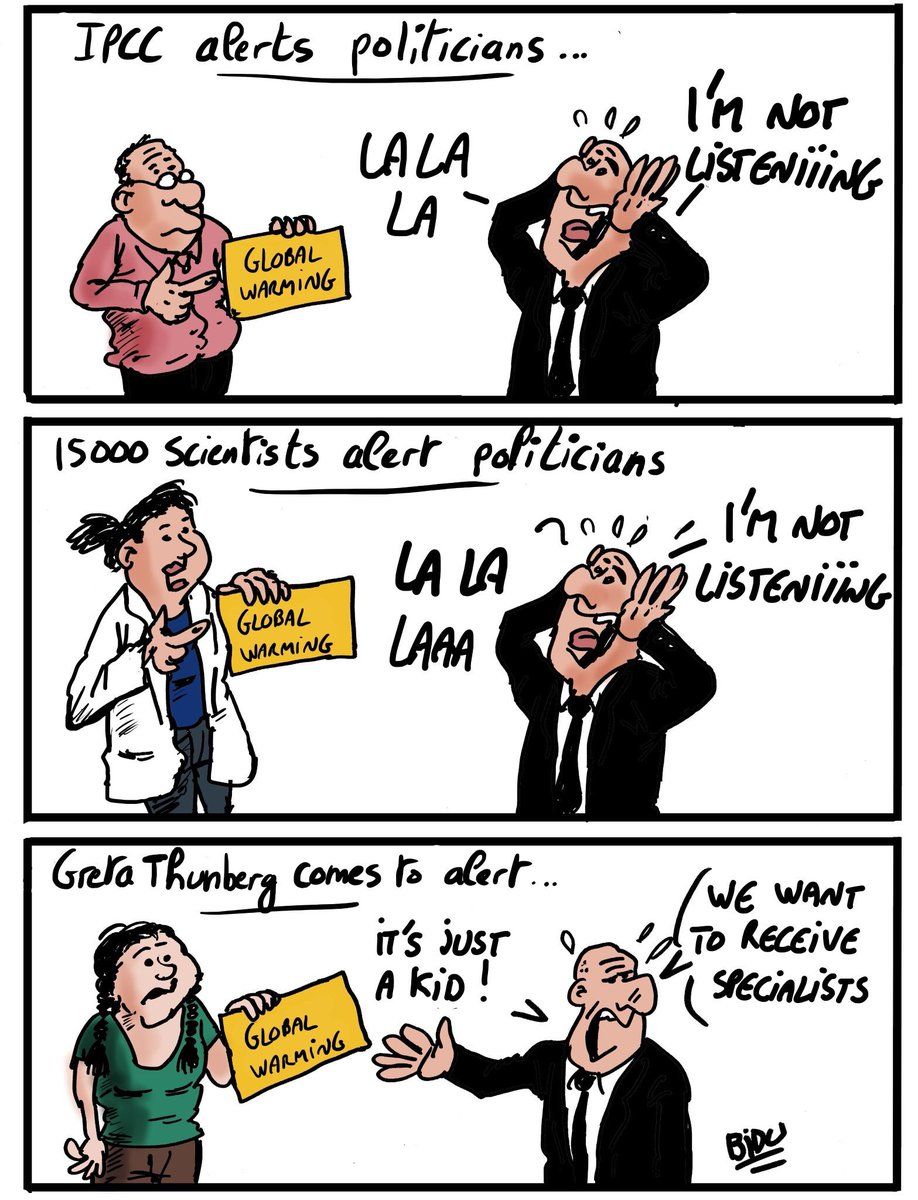 IPCC alerts politicians...
LA LA
LA
I'M NOT
LISTENIIING
GLOBAL
WARMING
15000 scientists alert politicians
LA LA
LAAA
I'M NOT
LISTENIIING
GLOBAL
WARMING
Greta Thunberg comes to alert...
IT'S JUST
A KID!
WE WANT
TO RECEIVE
SPECIALISTS
GLOBAL
WARMING
BIDU